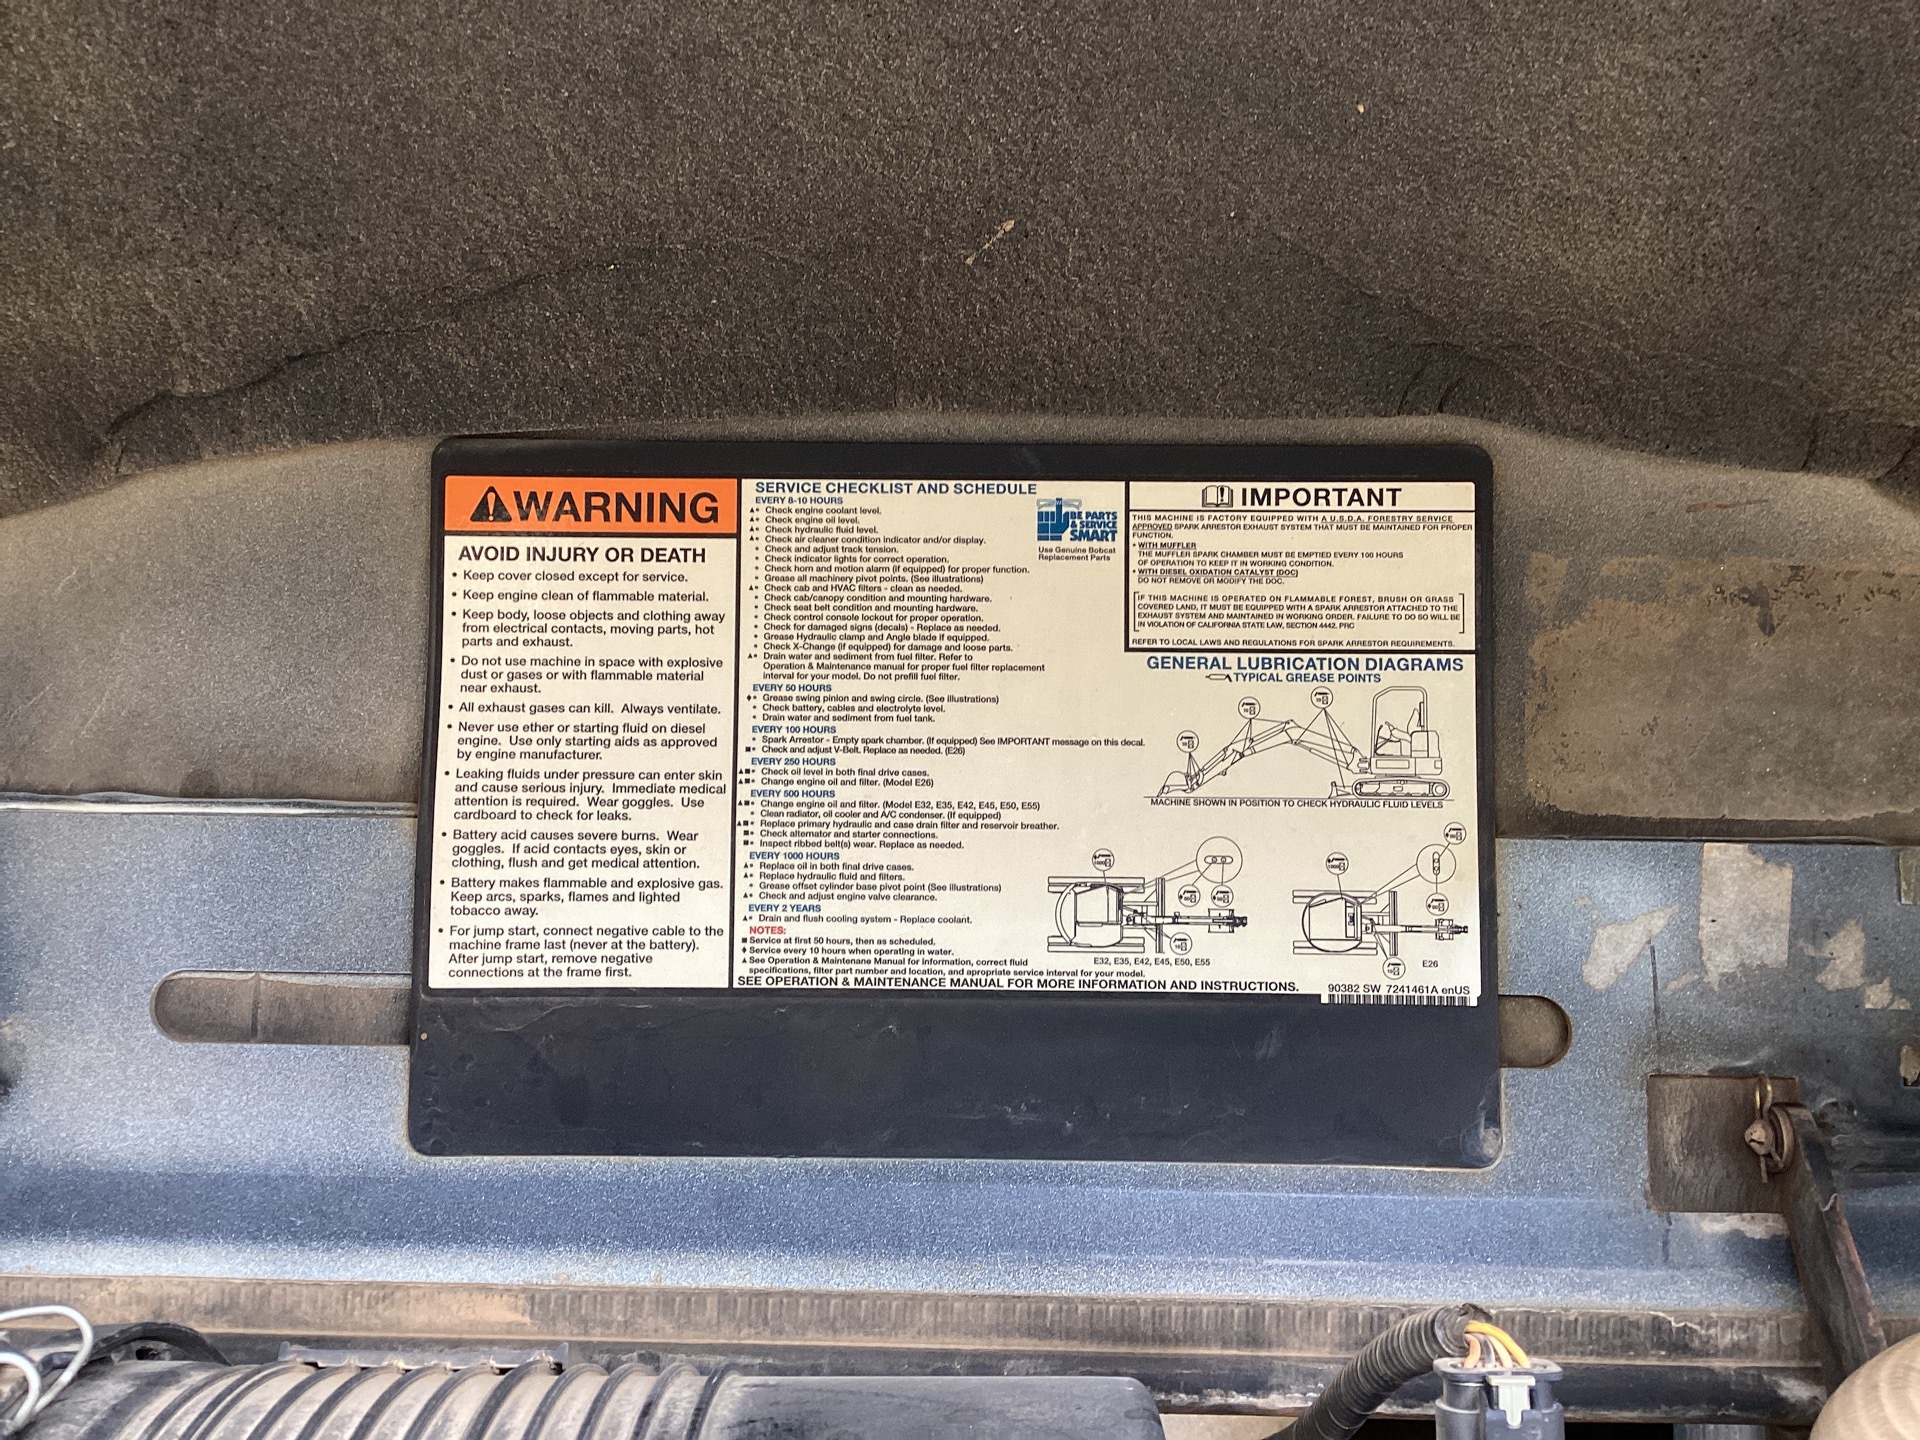 WARNING
AVOID INJURY OR DEATH
• Keep cover closed except for service.
• Keep engine clean of flammable material.
• Keep body, loose objects and clothing away
from electrical contacts, moving parts, hot
parts and exhaust.
• Do not use machine in space with explosive
dust or gases or with flammable material
near exhaust.
• All exhaust gases can kill. Always ventilate.
• Never use ether or starting fluid on diesel
engine. Use only starting aids as approved
by engine manufacturer.
• Leaking fluids under pressure can enter skin
and cause serious injury. Immediate medical
attention is required. Wear goggles. Use
cardboard to check for leaks.
• Battery acid causes severe burns. Wear
goggles. If acid contacts eyes, skin or
clothing, flush and get medical attention.
• Battery makes flammable and explosive gas.
Keep arcs, sparks, flames and lighted
tobacco away.
• For jump start, connect negative cable to the
machine frame last (never at the battery).
After jump start, remove negative
connections at the frame first.
SERVICE CHECKLIST AND SCHEDULE
EVERY 8-10 HOURS
▲• Check engine coolant level.
▲• Check engine oil level.
▲• Check hydraulic fluid level.
▲• Check air cleaner condition indicator and/or display.
• Check and adjust track tension.
• Check indicator lights for correct operation.
• Check horn and motion alarm (if equipped) for proper function.
• Grease all machinery pivot points. (See illustrations)
▲• Check cab and HVAC filters - clean as needed.
• Check cab/canopy condition and mounting hardware.
• Check seat belt condition and mounting hardware.
• Check control console lockout for proper operation.
• Check for damaged signs (decals) - Replace as needed.
• Grease Hydraulic clamp and Angle blade if equipped.
• Check X-Change (if equipped) for damage and loose parts.
▲• Drain water and sediment from fuel filter. Refer to
Operation & Maintenance manual for proper fuel filter replacement
interval for your model. Do not prefill fuel filter.
EVERY 50 HOURS
♦• Grease swing pinion and swing circle. (See illustrations)
• Check battery, cables and electrolyte level.
• Drain water and sediment from fuel tank.
EVERY 100 HOURS
• Spark Arrestor - Empty spark chamber. (If equipped) See IMPORTANT message on this decal.
■• Check and adjust V-Belt. Replace as needed. (E26)
EVERY 250 HOURS
▲■• Check oil level in both final drive cases.
▲■• Change engine oil and filter. (Model E26)
EVERY 500 HOURS
▲■• Change engine oil and filter. (Model E32, E35, E42, E45, E50, E55)
• Clean radiator, oil cooler and A/C condenser. (If equipped)
▲■• Replace primary hydraulic and case drain filter and reservoir breather.
■• Check alternator and starter connections.
■• Inspect ribbed belt(s) wear. Replace as needed.
EVERY 1000 HOURS
▲• Replace oil in both final drive cases.
▲• Replace hydraulic fluid and filters.
• Grease offset cylinder base pivot point (See illustrations)
▲• Check and adjust engine valve clearance.
EVERY 2 YEARS
▲• Drain and flush cooling system - Replace coolant.
NOTES:
■ Service at first 50 hours, then as scheduled.
♦ Service every 10 hours when operating in water.
▲ See Operation & Maintenane Manual for information, correct fluid
specifications, filter part number and location, and apropriate service interval for your model.
SEE OPERATION & MAINTENANCE MANUAL FOR MORE INFORMATION AND INSTRUCTIONS.
BE PARTS
& SERVICE
SMART
Use Genuine Bobcat
Replacement Parts
IMPORTANT
THIS MACHINE IS FACTORY EQUIPPED WITH A U.S.D.A. FORESTRY SERVICE
APPROVED SPARK ARRESTOR EXHAUST SYSTEM THAT MUST BE MAINTAINED FOR PROPER
FUNCTION.
• WITH MUFFLER
THE MUFFLER SPARK CHAMBER MUST BE EMPTIED EVERY 100 HOURS
OF OPERATION TO KEEP IT IN WORKING CONDITION.
• WITH DIESEL OXIDATION CATALYST (DOC)
DO NOT REMOVE OR MODIFY THE DOC.
IF THIS MACHINE IS OPERATED ON FLAMMABLE FOREST, BRUSH OR GRASS
COVERED LAND, IT MUST BE EQUIPPED WITH A SPARK ARRESTOR ATTACHED TO THE
EXHAUST SYSTEM AND MAINTAINED IN WORKING ORDER. FAILURE TO DO SO WILL BE
IN VIOLATION OF CALIFORNIA STATE LAW, SECTION 4442, PRC
REFER TO LOCAL LAWS AND REGULATIONS FOR SPARK ARRESTOR REQUIREMENTS.
GENERAL LUBRICATION DIAGRAMS
TYPICAL GREASE POINTS
MACHINE SHOWN IN POSITION TO CHECK HYDRAULIC FLUID LEVELS
E32, E35, E42, E45, E50, E55
E26
90382 SW 7241461A enUS